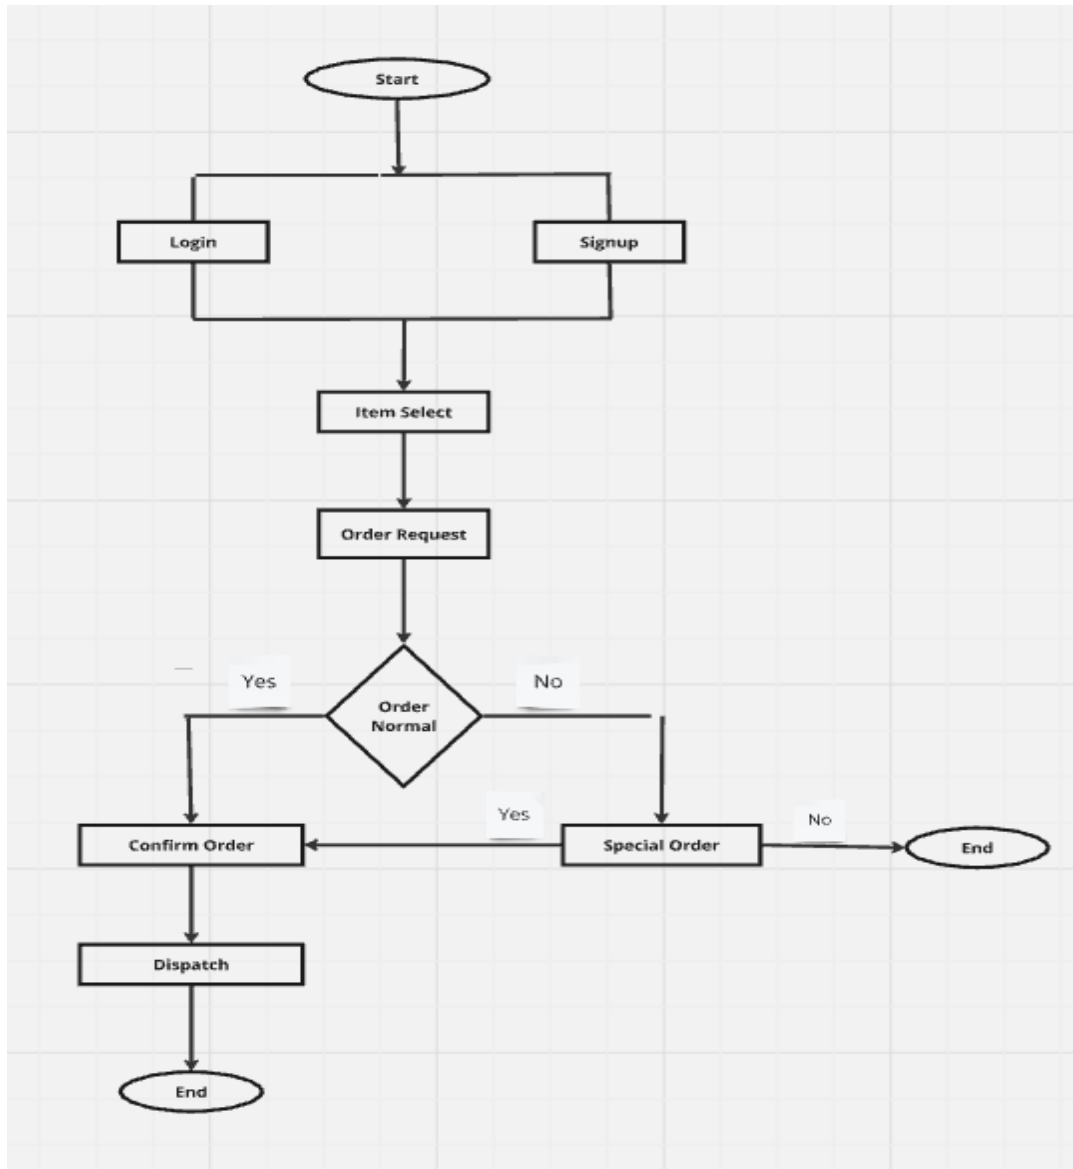 Start
Login
Signup
Item Select
Order Request
Yes
No
Order
Normal
Yes
No
Confirm Order
Special Order
End
Dispatch
End